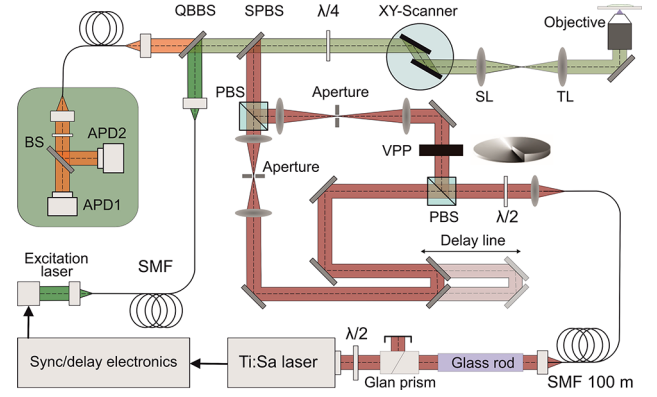 QBBS
SPBS
λ/4
XY-Scanner
Objective
SL
TL
PBS
Aperture
BS
APD2
APD1
VPP
Aperture
PBS
λ/2
Excitation
laser
SMF
Delay line
Sync/delay electronics
Ti:Sa laser
λ/2
Glan prism
Glass rod
SMF 100 m